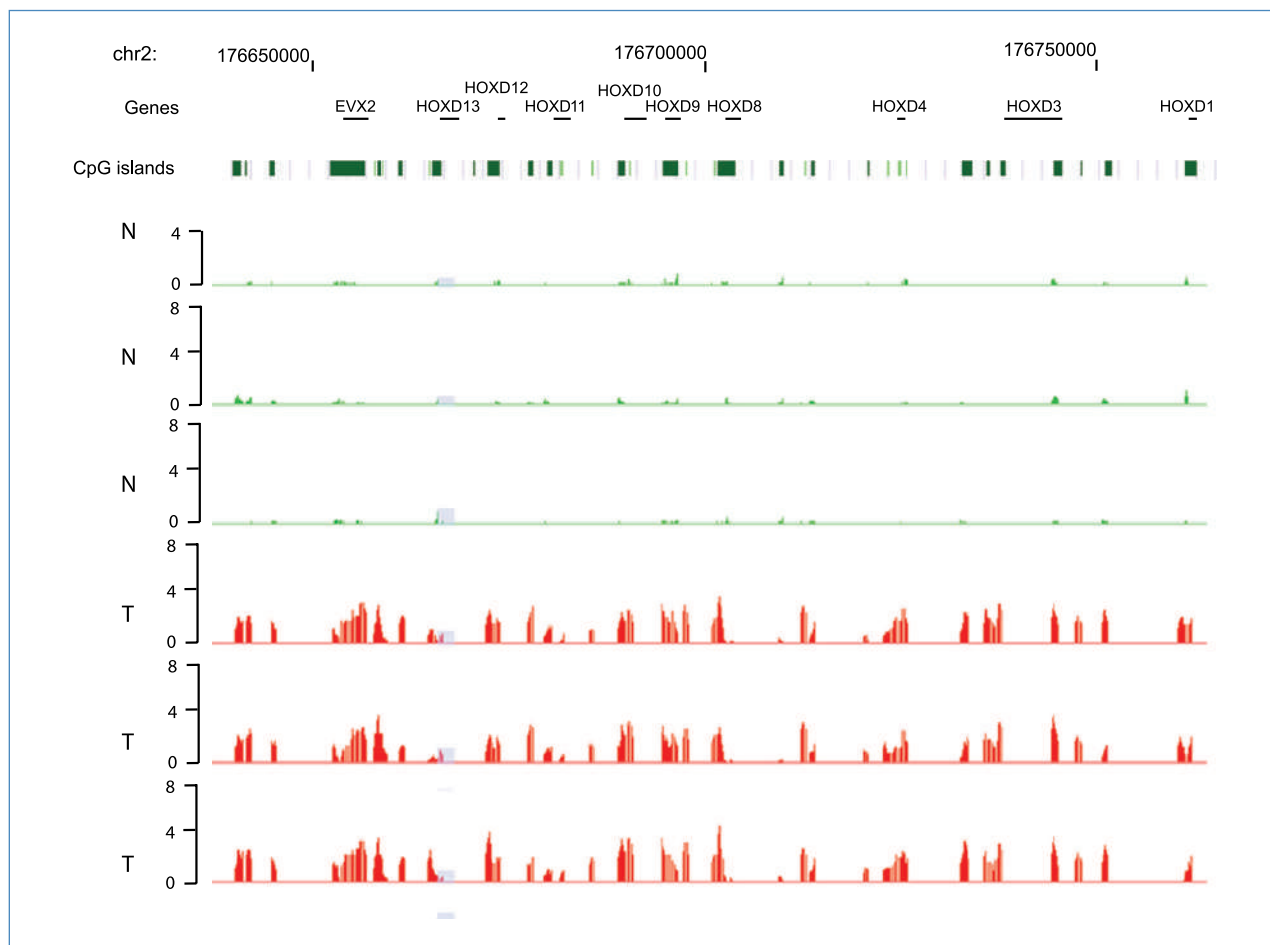 chr2: 176650000 176700000 176750000
HOXD12 HOXD10
Genes EVX2 HOXD13 HOXD11 HOXD9 HOXD8 HOXD4 HOXD3 HOXD1
CpG islands
N 4
0
8
N 4
0
8
N 4
0
8
T 4
0
8
T 4
0
8
T 4
0